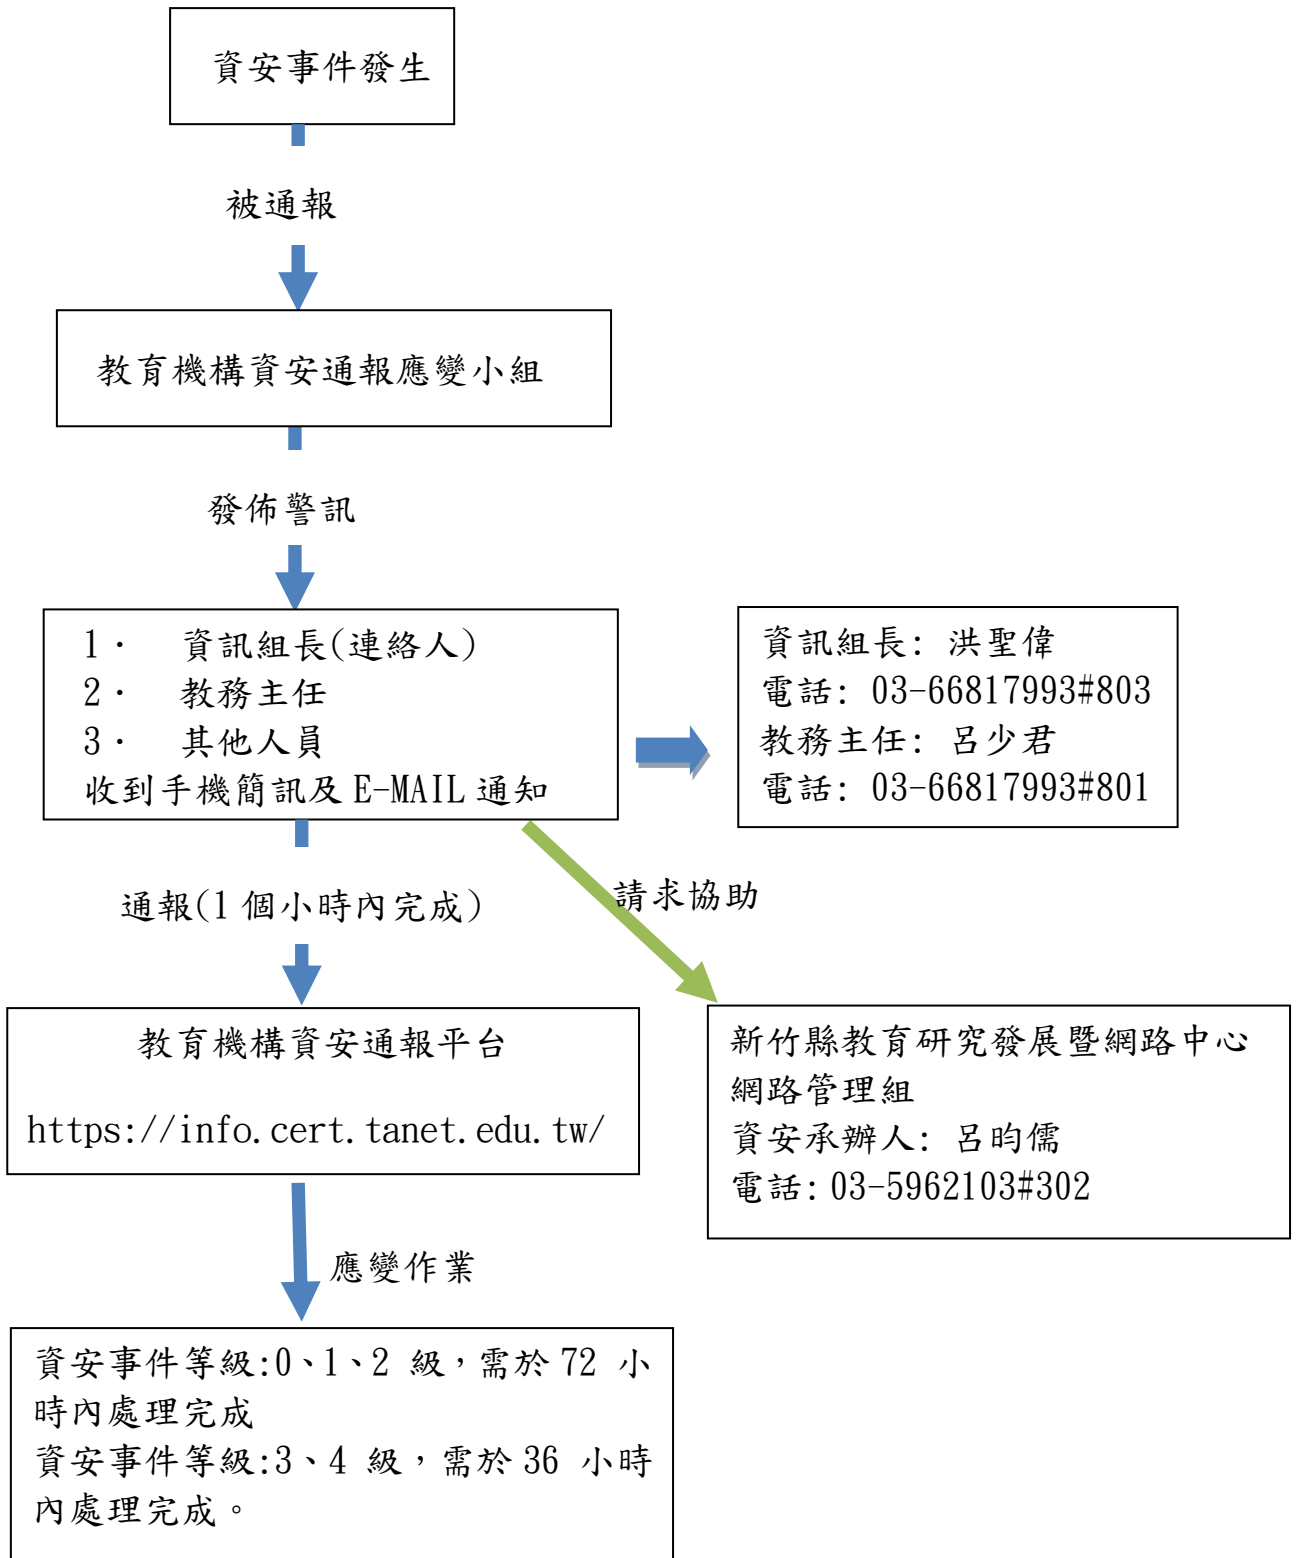 資安事件發生
被通報
教育機構資安通報應變小組
發佈警訊
1. 資訊組長(連絡人)
2. 教務主任
3. 其他人員
收到手機簡訊及 E-MAIL 通知
資訊組長: 洪聖偉
電話: 03-66817993#803
教務主任: 呂少君
電話: 03-66817993#801
通報(1 個小時內完成)
請求協助
教育機構資安通報平台
https://info.cert.tanet.edu.tw/
新竹縣教育研究發展暨網路中心
網路管理組
資安承辦人: 呂昀儒
電話: 03-5962103#302
應變作業
資安事件等級:0、1、2 級，需於 72 小
時內處理完成
資安事件等級:3、4 級，需於 36 小時
內處理完成。